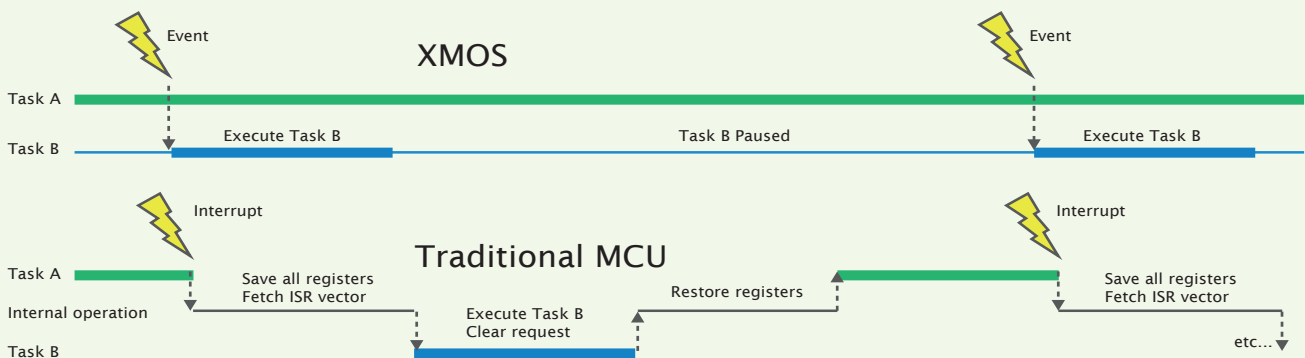 Event
XMOS
Event
Task A
Execute Task B
Task B Paused
Execute Task B
Task B
Interrupt
Interrupt
Traditional MCU
Task A
Save all registers
Fetch ISR vector
Restore registers
Save all registers
Fetch ISR vector
Internal operation
Execute Task B
Clear request
etc...
Task B